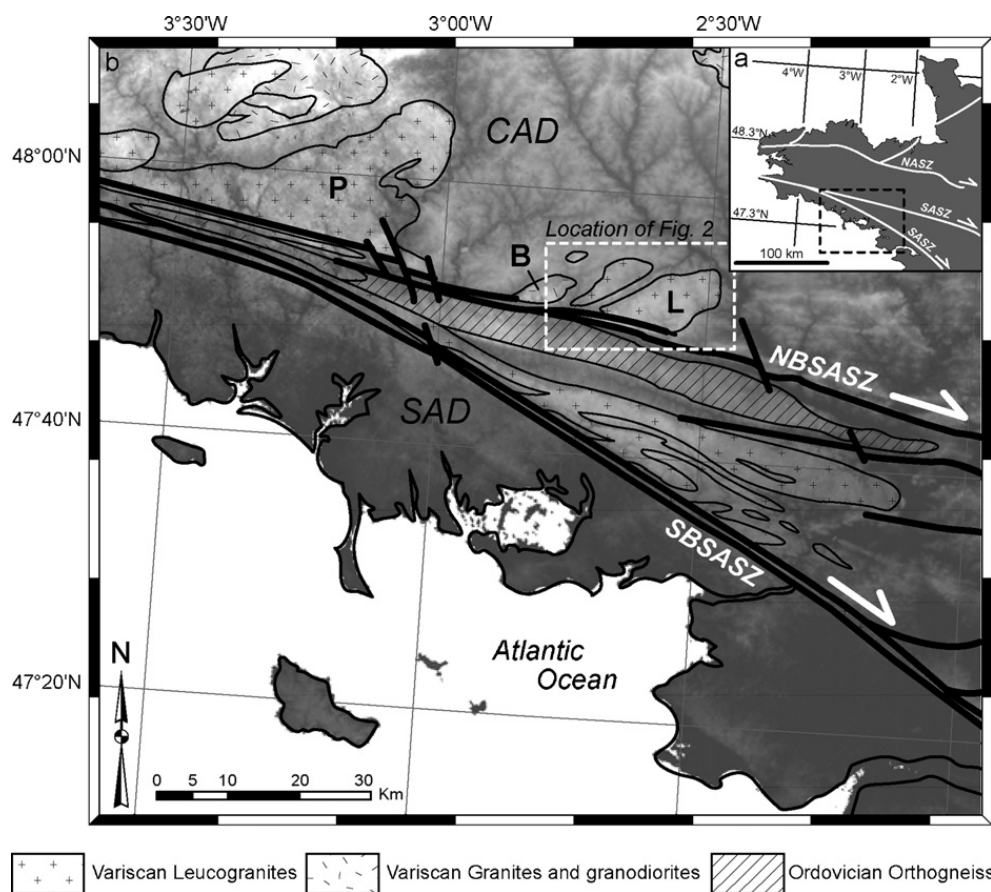 3°30'W 3°00'W 2°30'W
b
a
4°W 3°W 2°W
48.3°N
47.3°N
NASZ
SASZ
SASZ
100 km
CAD
48°00'N
P
Location of Fig. 2
B
L
NBSASZ
SAD
47°40'N
SBSASZ
Atlantic
Ocean
N
47°20'N
0 5 10 20 30
Km
Variscan Leucogranites Variscan Granites and granodiorites Ordovician Orthogneiss